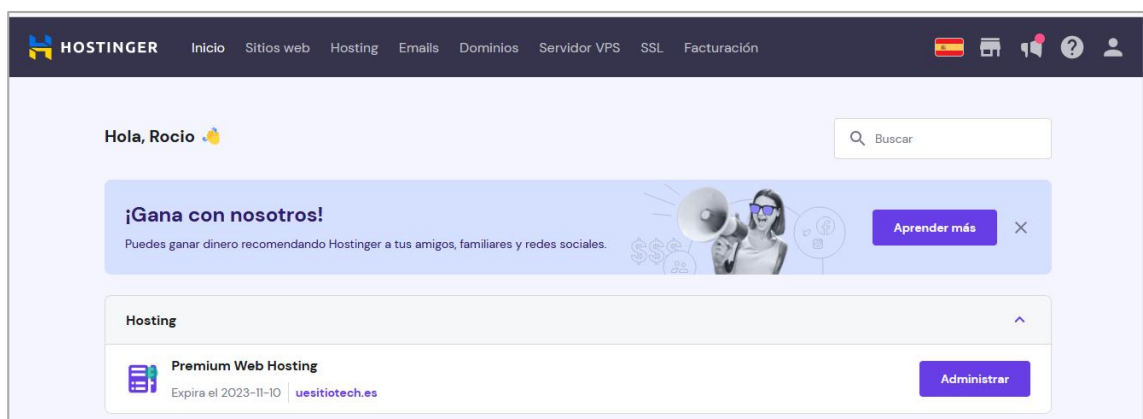 HOSTINGER Inicio Sitios web Hosting Emails Dominios Servidor VPS SSL Facturación
Hola, Rocio
Buscar
¡Gana con nosotros!
Puedes ganar dinero recomendando Hostinger a tus amigos, familiares y redes sociales.
Aprender más
Hosting
Premium Web Hosting
Expira el 2023-11-10 uesitiotech.es
Administrar